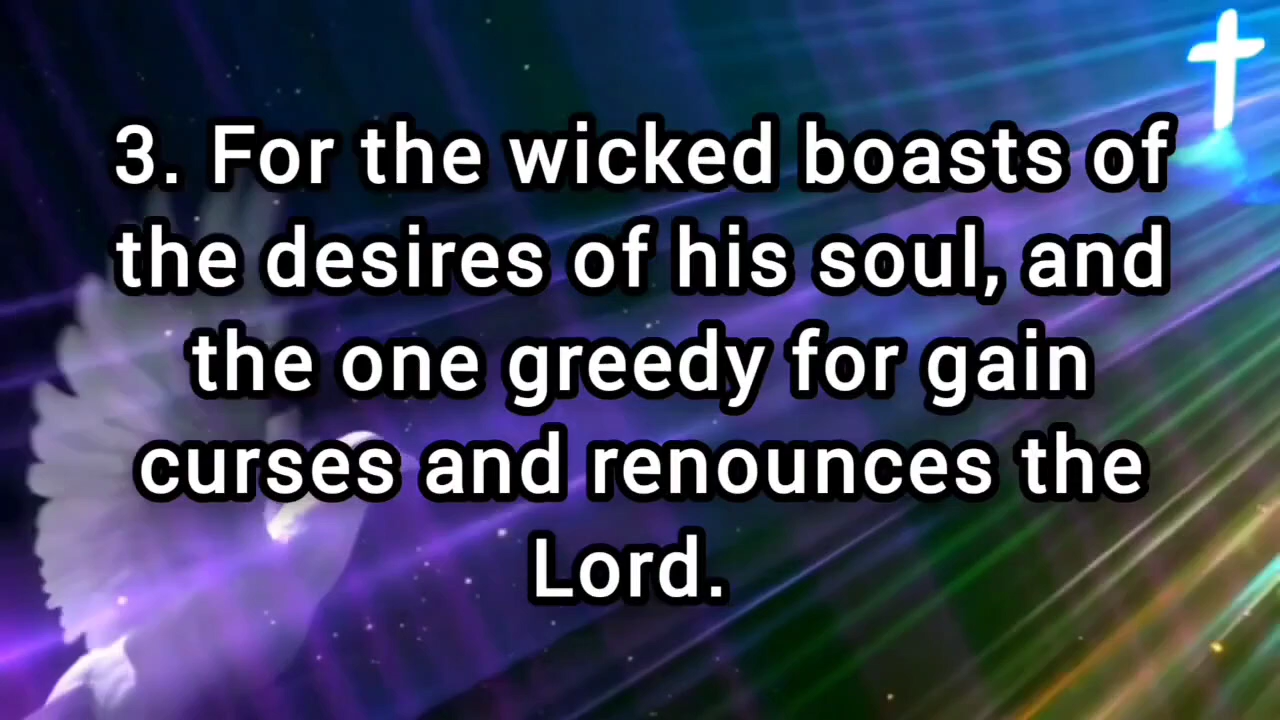 3. For the wicked boasts of
the desires of his soul, and
the one greedy for gain
curses and renounces the
Lord.